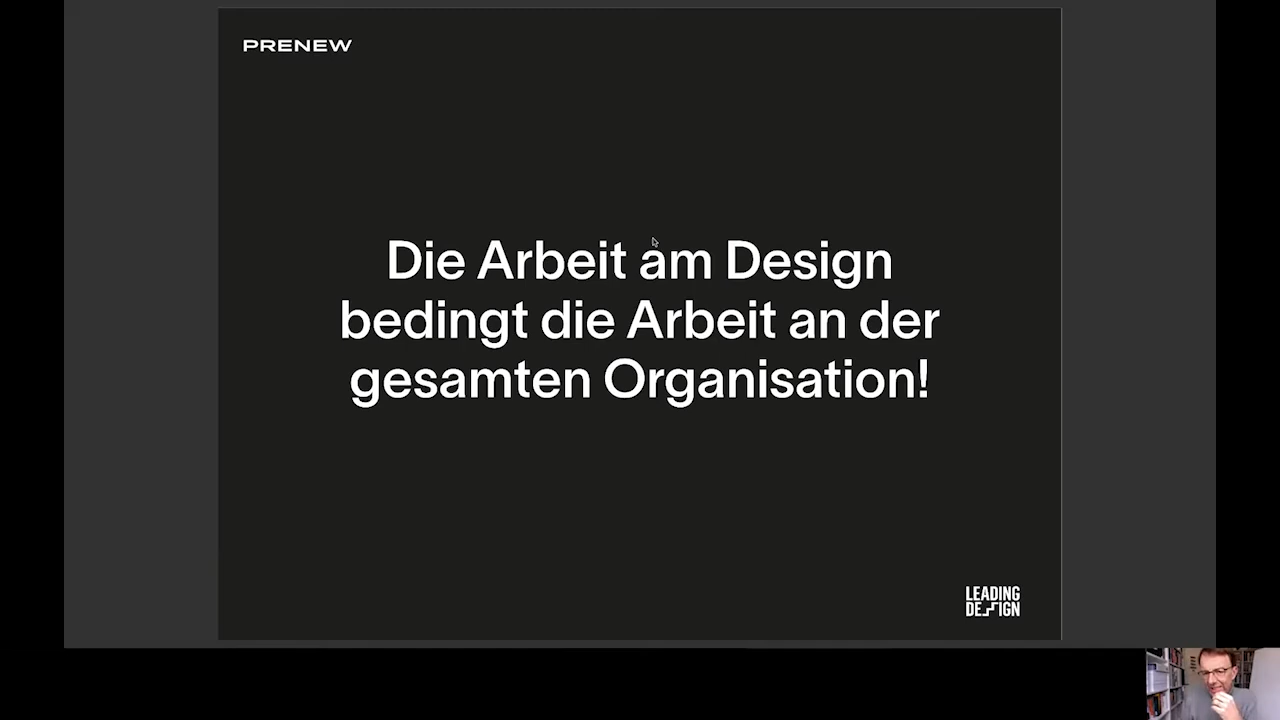 PRENEW
Die Arbeit am Design
bedingt die Arbeit an der
gesamten Organisation!
LEADING
DESIGN